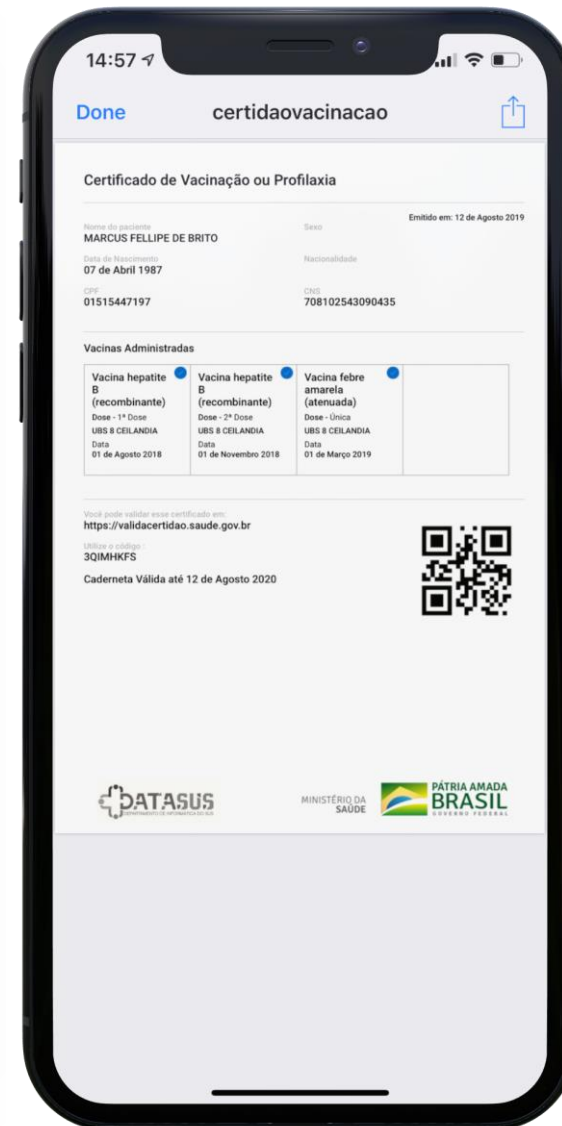 14:57
Done
certidaovacinacao
Certificado de Vacinação ou Profilaxia
Emitido em: 12 de Agosto 2019
Nome do paciente
MARCUS FELLIPE DE BRITO
Sexo
Data de Nascimento
07 de Abril 1987
Nacionalidade
CPF
01515447197
CNS
708102543090435
Vacinas Administradas
Vacina hepatite
B
(recombinante)
Dose - 1ª Dose
UBS 8 CEILANDIA
Data
01 de Agosto 2018
Vacina hepatite
B
(recombinante)
Dose - 2ª Dose
UBS 8 CEILANDIA
Data
01 de Novembro 2018
Vacina febre
amarela
(atenuada)
Dose - Única
UBS 8 CEILANDIA
Data
01 de Março 2019
Você pode validar esse certificado em:
https://validacertidao.saude.gov.br
Utilize o código :
3QIMHKFS
Caderneta Válida até 12 de Agosto 2020
DATASUS
DEPARTAMENTO DE INFORMÁTICA DO SUS
MINISTÉRIO DA
SAÚDE
PÁTRIA AMADA
BRASIL
GOVERNO FEDERAL